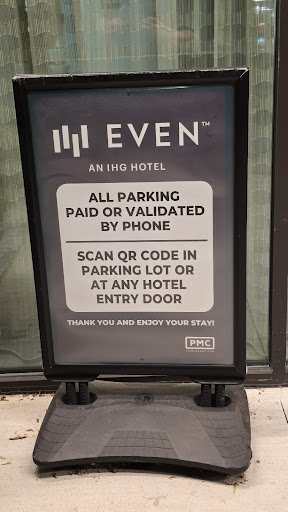 EVEN™
AN IHG HOTEL
ALL PARKING
PAID OR VALIDATED
BY PHONE
SCAN QR CODE IN
PARKING LOT OR
AT ANY HOTEL
ENTRY DOOR
THANK YOU AND ENJOY YOUR STAY!
PMC